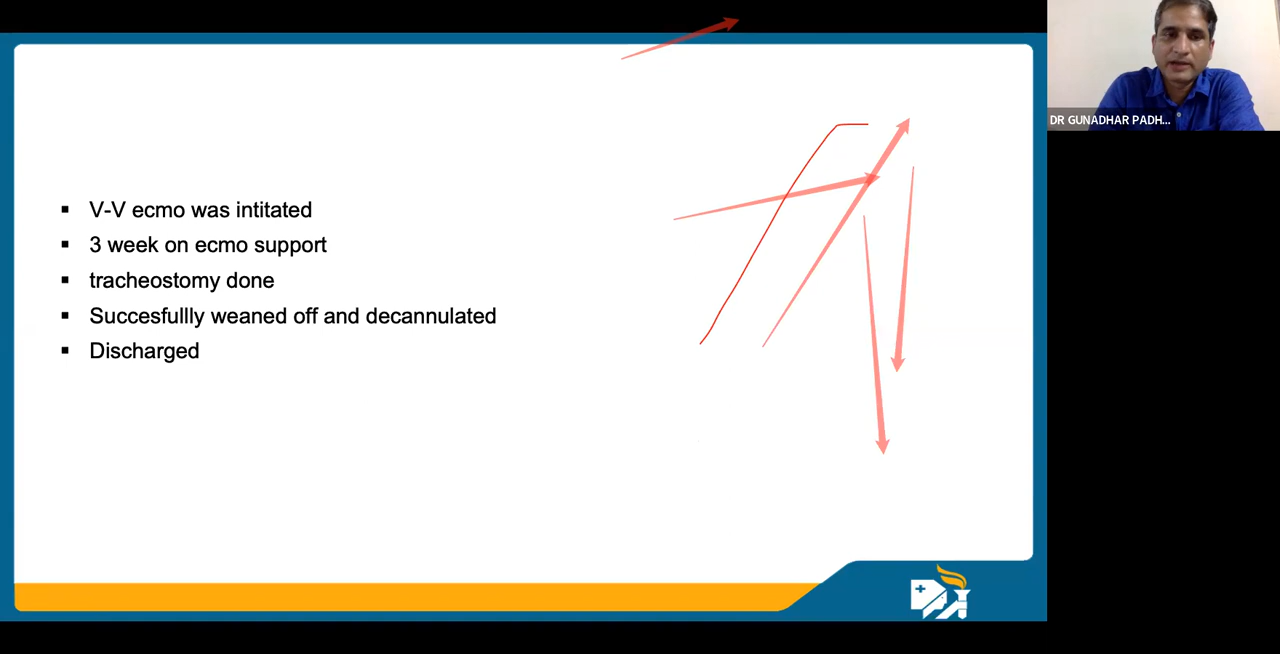 DR GUNADHAR PADH...
V-V ecmo was intitated
3 week on ecmo support
tracheostomy done
Succesfullly weaned off and decannulated
Discharged